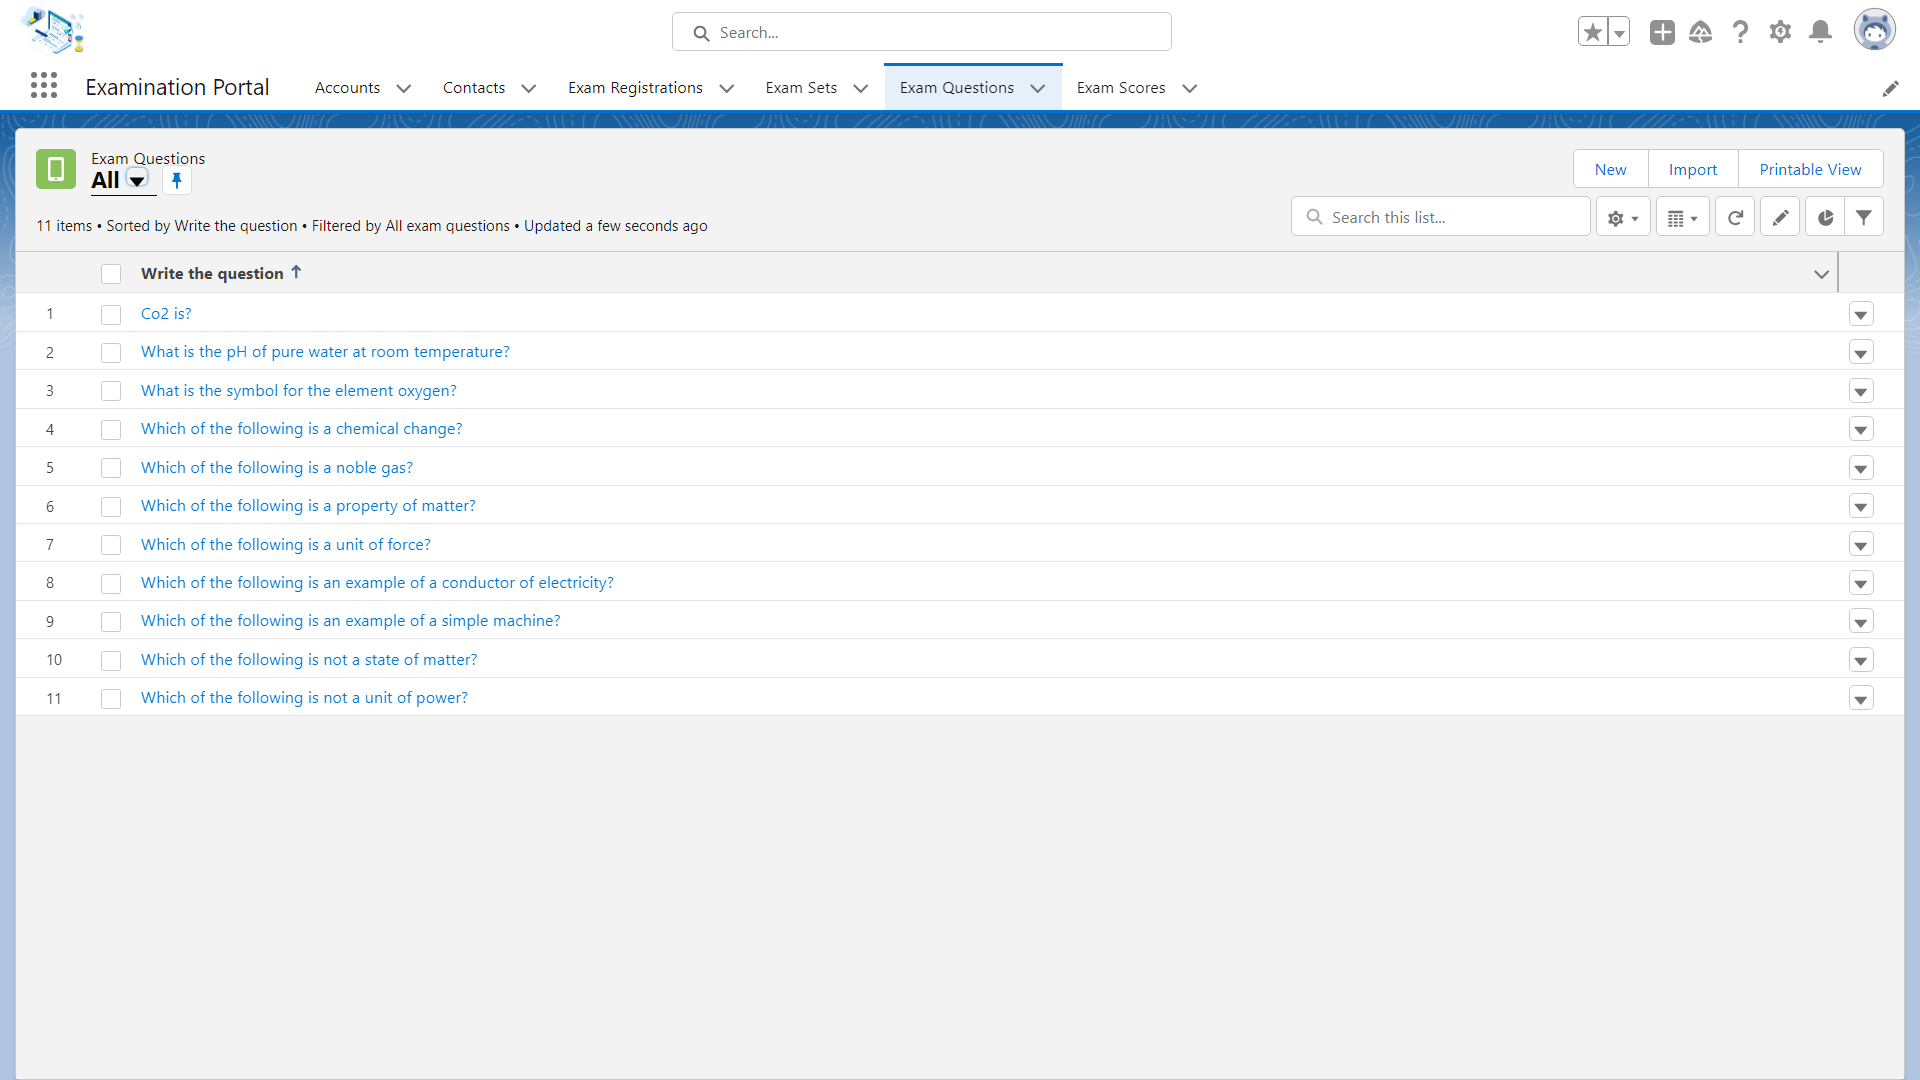 Search...
Examination Portal
Accounts
Contacts
Exam Registrations
Exam Sets
Exam Questions
Exam Scores
Exam Questions
All
New
Import
Printable View
11 items • Sorted by Write the question • Filtered by All exam questions • Updated a few seconds ago
Search this list...
Write the question
1 Co2 is?
2 What is the pH of pure water at room temperature?
3 What is the symbol for the element oxygen?
4 Which of the following is a chemical change?
5 Which of the following is a noble gas?
6 Which of the following is a property of matter?
7 Which of the following is a unit of force?
8 Which of the following is an example of a conductor of electricity?
9 Which of the following is an example of a simple machine?
10 Which of the following is not a state of matter?
11 Which of the following is not a unit of power?